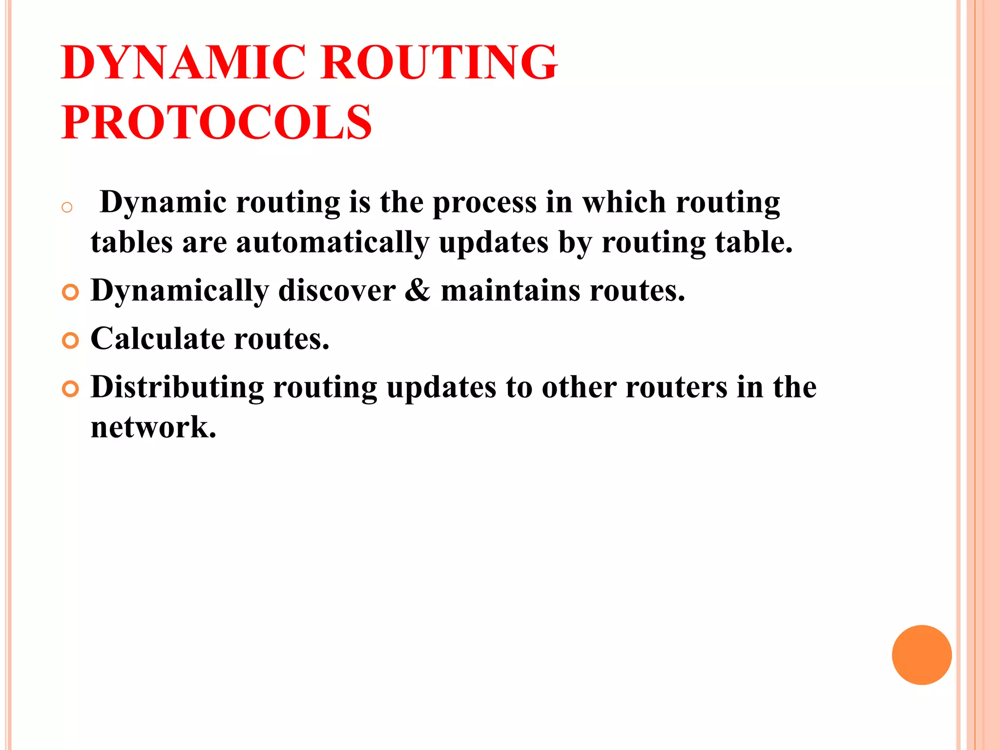 DYNAMIC ROUTING
PROTOCOLS
Dynamic routing is the process in which routing
tables are automatically updates by routing table.
Dynamically discover & maintains routes.
Calculate routes.
Distributing routing updates to other routers in the
network.